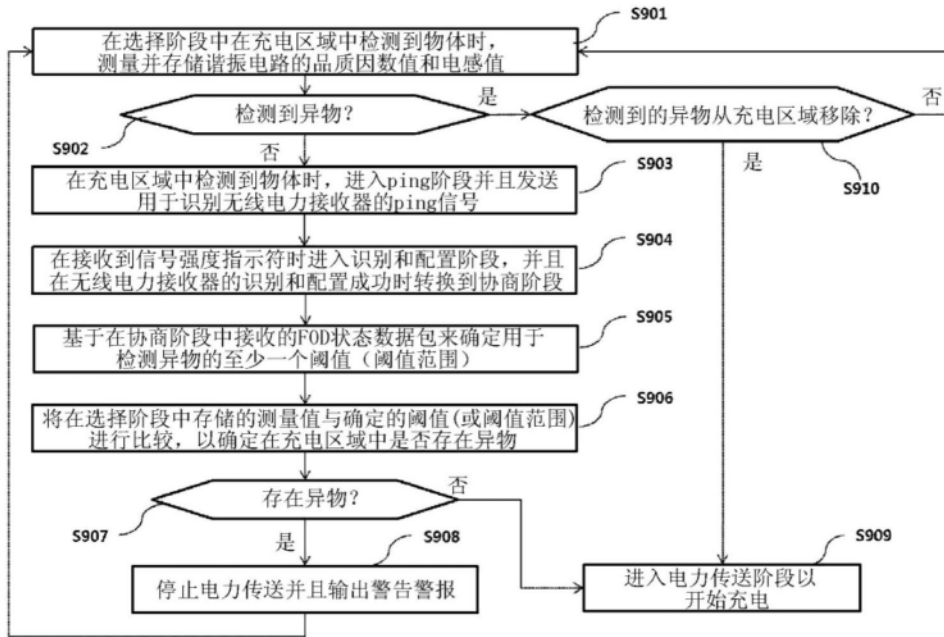 S901
在选择阶段中在充电区域中检测到物体时，
测量并存储谐振电路的品质因数值和电感值
检测到异物？
是
检测到的异物从充电区域移除？
否
S902
否
是
S910
S903
在充电区域中检测到物体时，进入ping阶段并且发送
用于识别无线电力接收器的ping信号
S904
在接收到信号强度指示符时进入识别和配置阶段，并且
在无线电力接收器的识别和配置成功时转换到协商阶段
S905
基于在协商阶段中接收的FOD状态数据包来确定用于
检测异物的至少一个阈值（阈值范围）
S906
将在选择阶段中存储的测量值与确定的阈值(或阈值范围)
进行比较，以确定在充电区域中是否存在异物
存在异物？
否
S907
是
S908
停止电力传送并且输出警告警报
S909
进入电力传送阶段以
开始充电